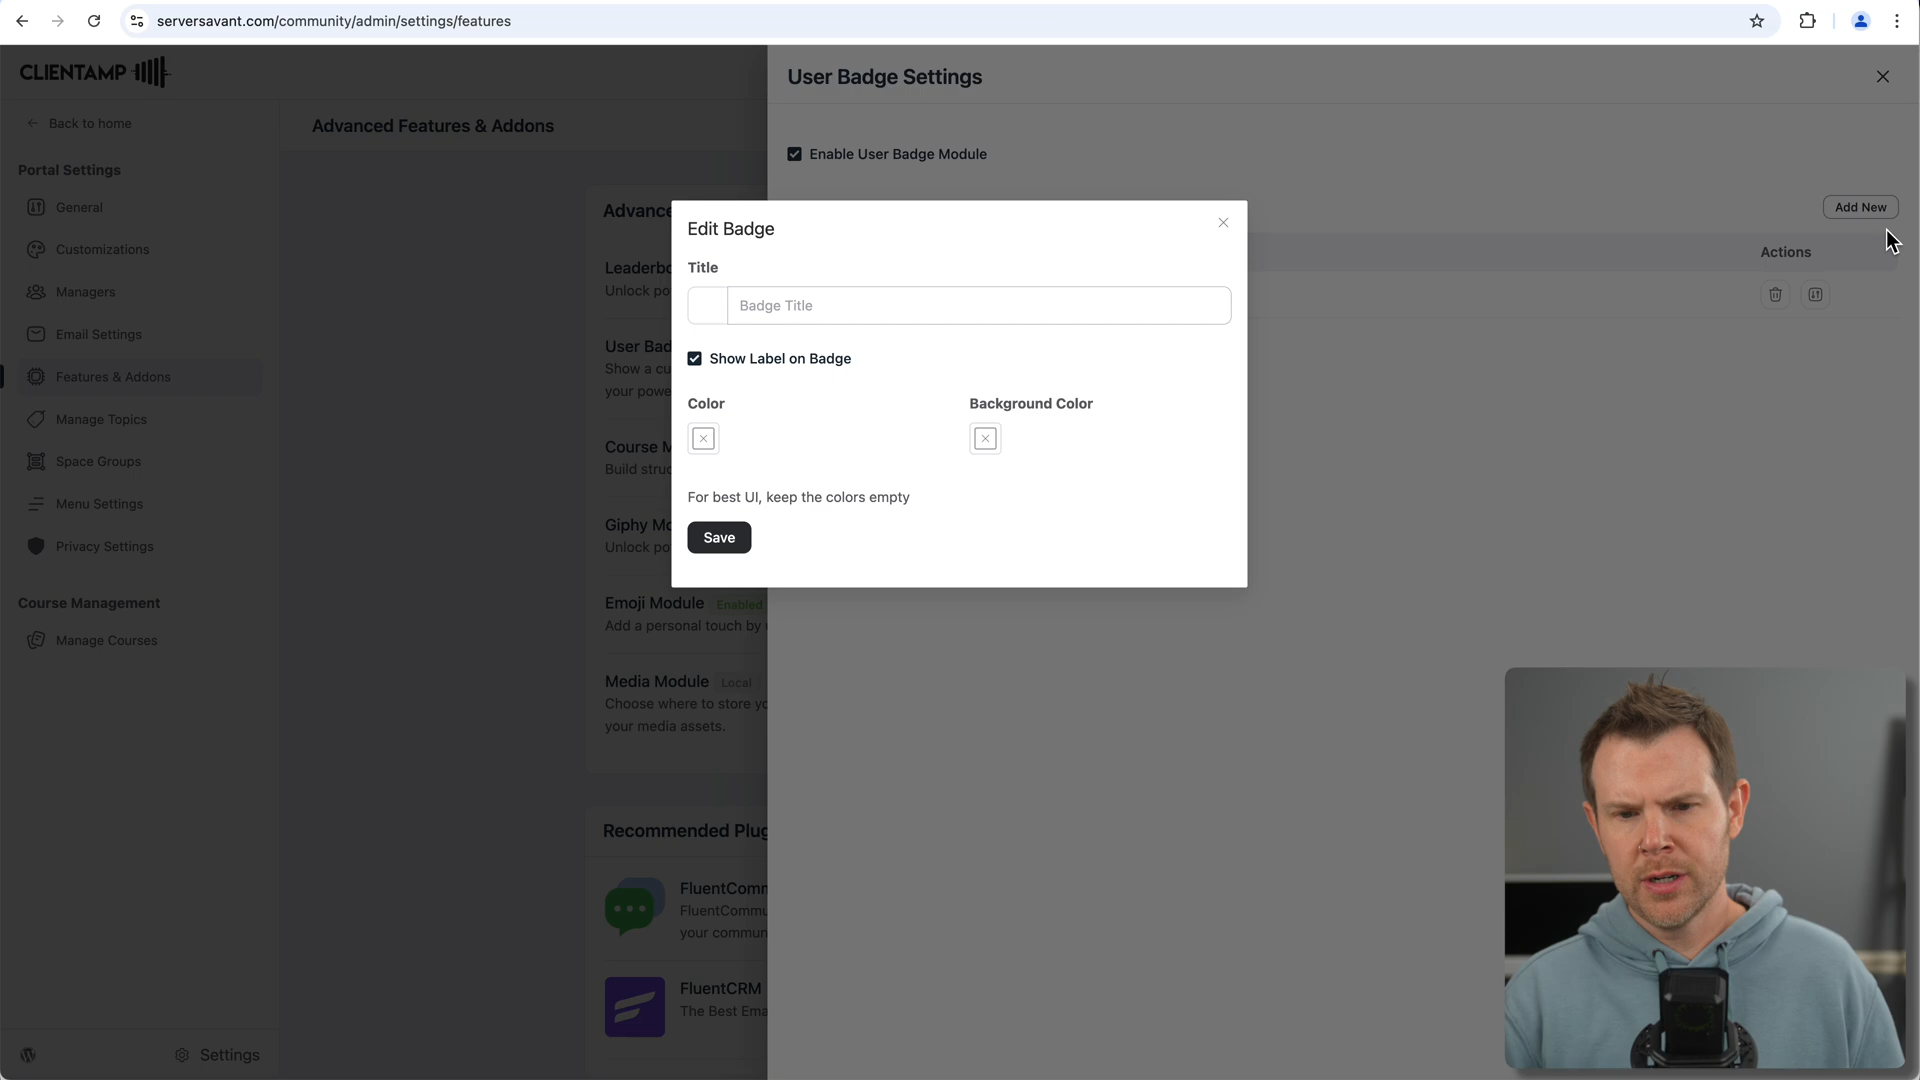 serversavant.com/community/admin/settings/features
CLIENTAMP
User Badge Settings
Back to home
Advanced Features & Addons
Enable User Badge Module
Portal Settings
General
Customizations
Managers
Email Settings
Features & Addons
Manage Topics
Space Groups
Menu Settings
Privacy Settings
Course Management
Manage Courses
Settings
Add New
Actions
Edit Badge
Title
Badge Title
Show Label on Badge
Color
Background Color
For best UI, keep the colors empty
Save
Advance
Leaderbo
Unlock po
User Bad
Show a cu
your powe
Course M
Build struc
Giphy Mo
Unlock po
Emoji Module Enabled
Add a personal touch by
Media Module Local
Choose where to store yo
your media assets.
Recommended Plug
FluentComm
FluentCommu
your commun
FluentCRM
The Best Ema